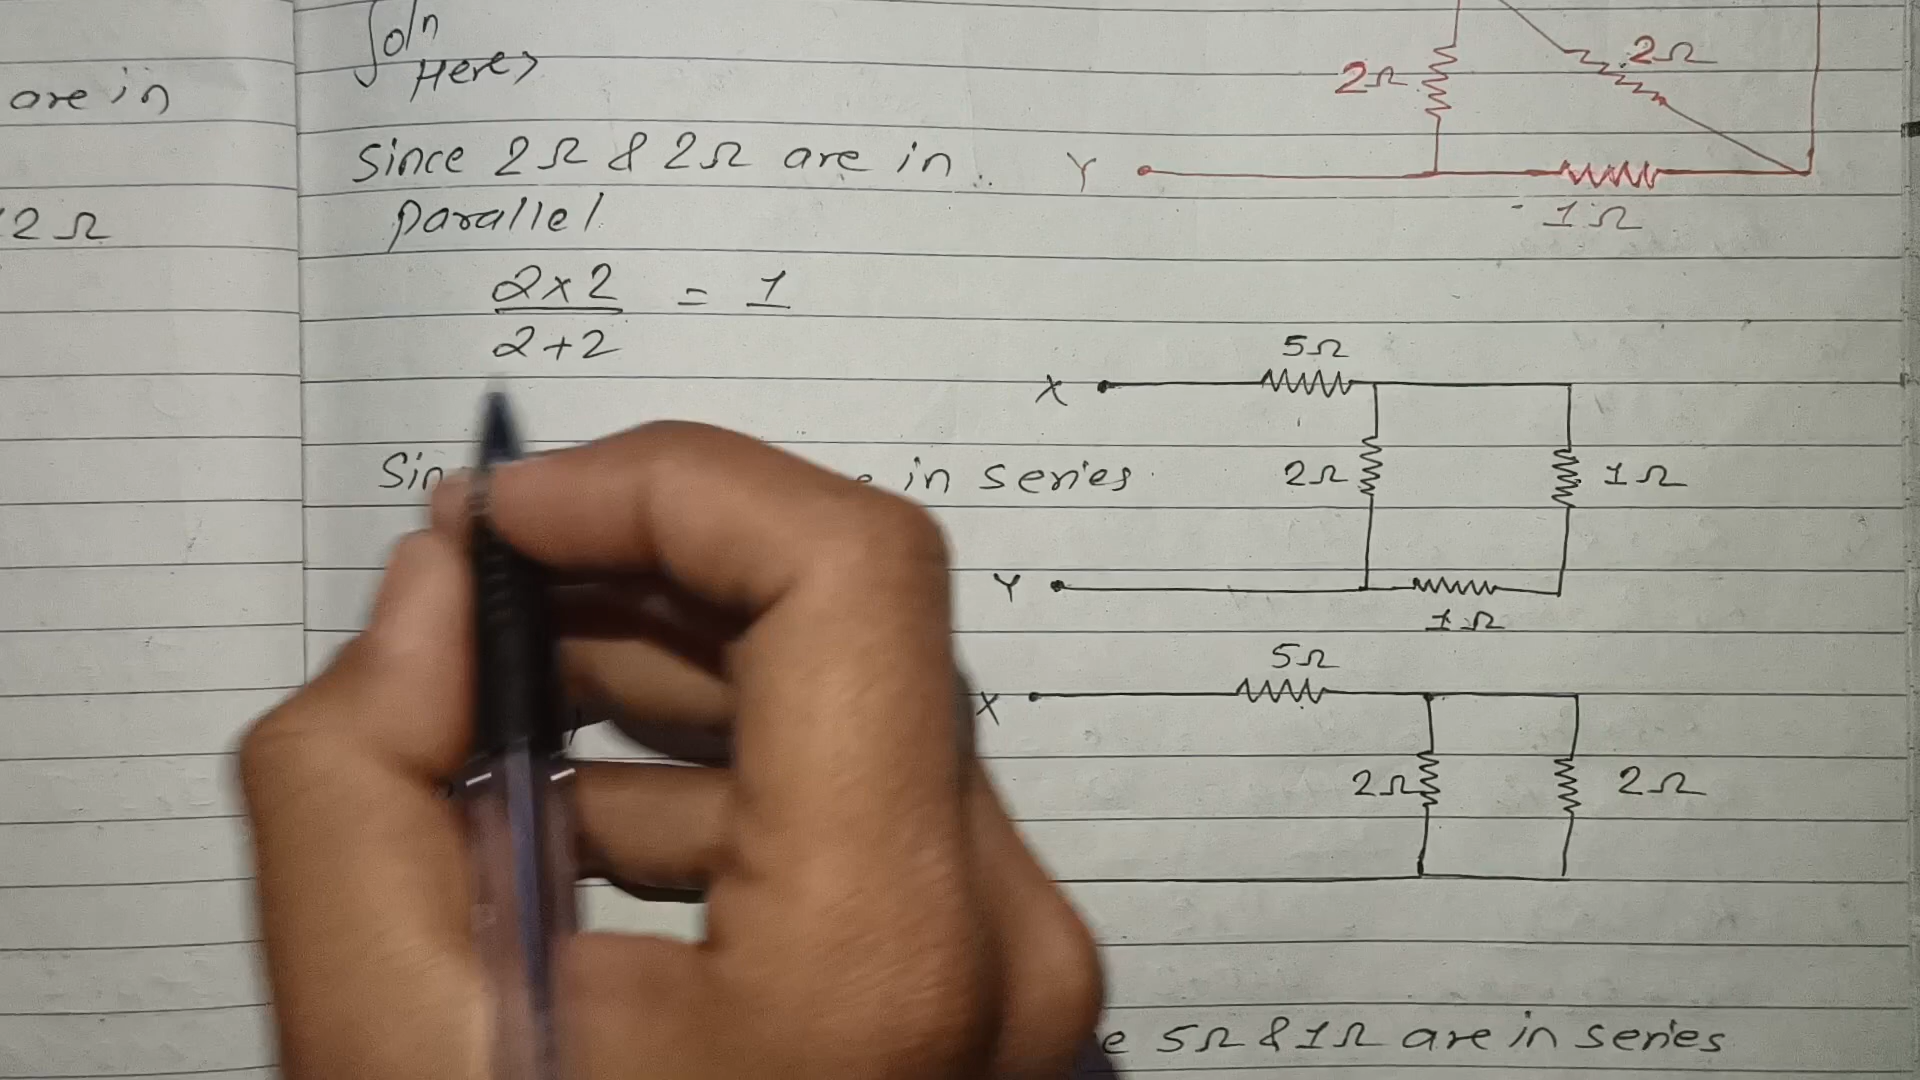 are in
2Ω
Soln
Here,
Since 2Ω & 2Ω are in
parallel
2×2 = 1
2+2
in series
2Ω
2Ω
Y
1Ω
5Ω
X
2Ω
1Ω
Y
1Ω
5Ω
X
2Ω
2Ω
5Ω & 1Ω are in series